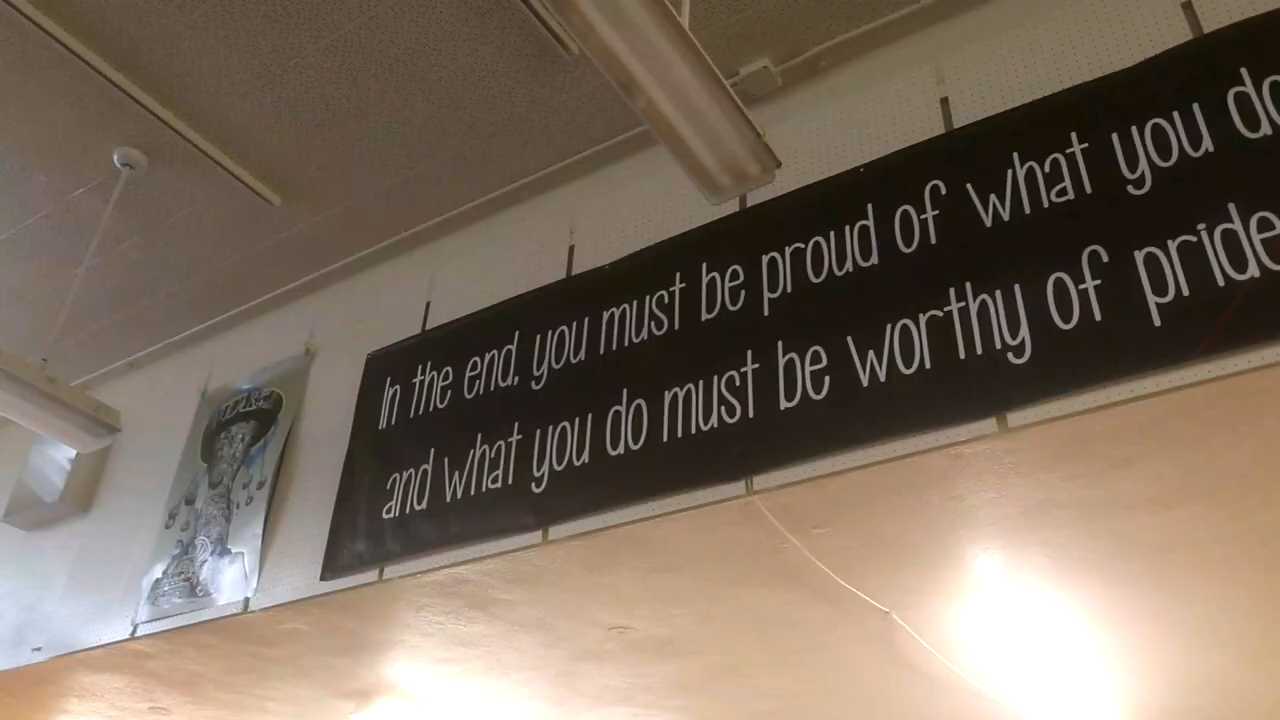 In the end, you must be proud of what you do
and what you do must be worthy of pride